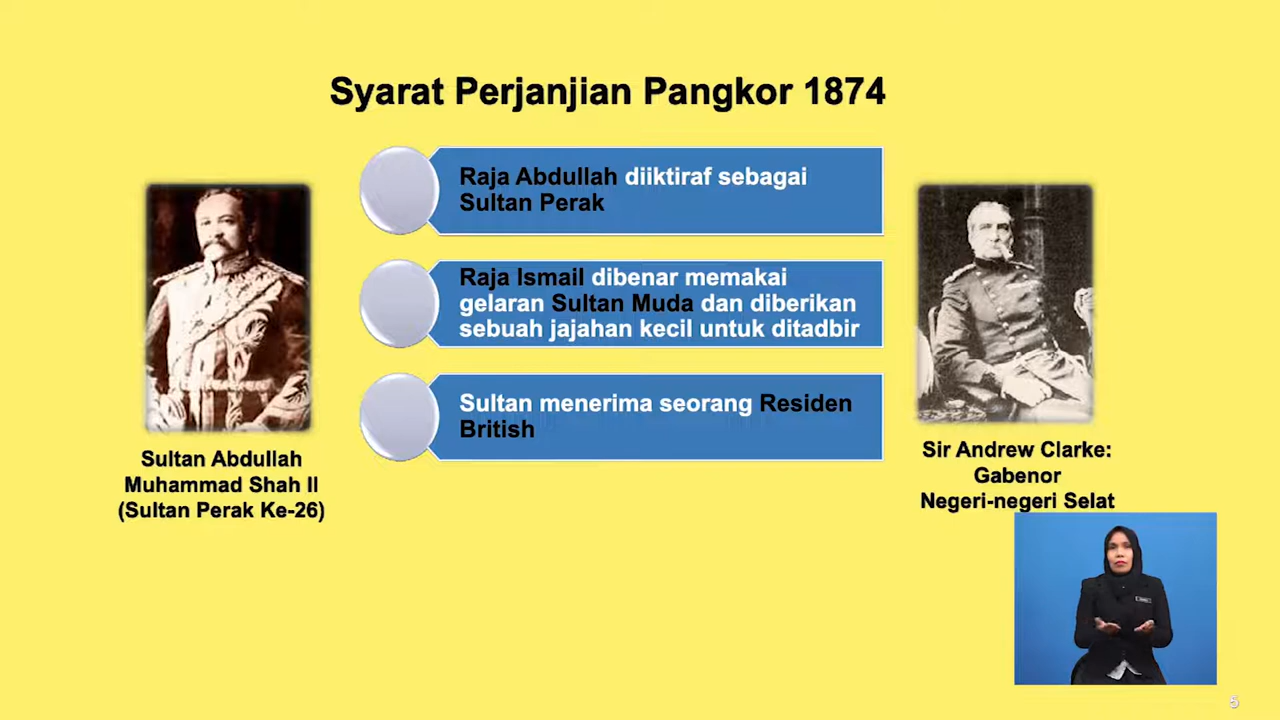 Syarat Perjanjian Pangkor 1874
Raja Abdullah diiktiraf sebagai
Sultan Perak
Raja Ismail dibenar memakai
gelaran Sultan Muda dan diberikan
sebuah jajahan kecil untuk ditadbir
Sultan menerima seorang Residen
British
Sultan Abdullah
Muhammad Shah II
(Sultan Perak Ke-26)
Sir Andrew Clarke:
Gabenor
Negeri-negeri Selat
5